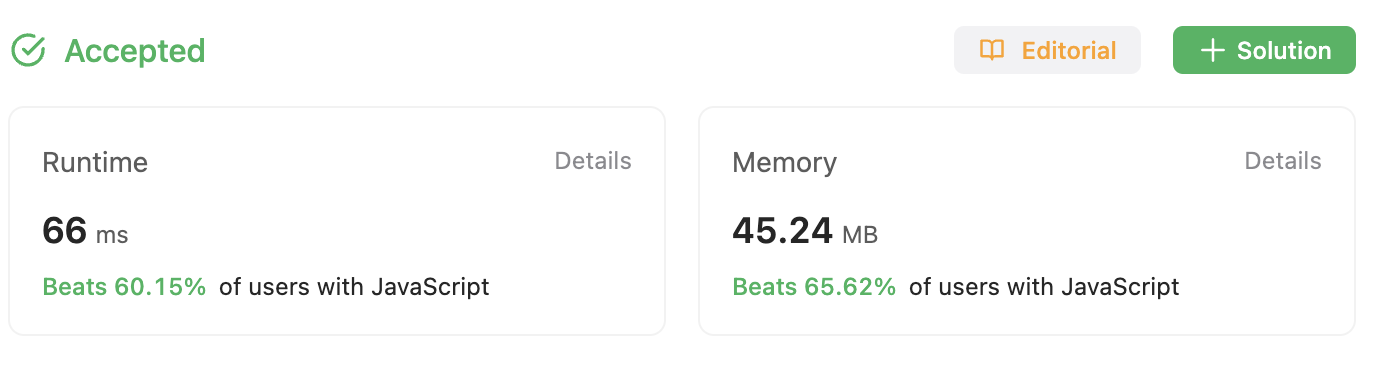 Accepted
Editorial
Solution
Runtime
Details
66 ms
Beats 60.15% of users with JavaScript
Memory
Details
45.24 MB
Beats 65.62% of users with JavaScript